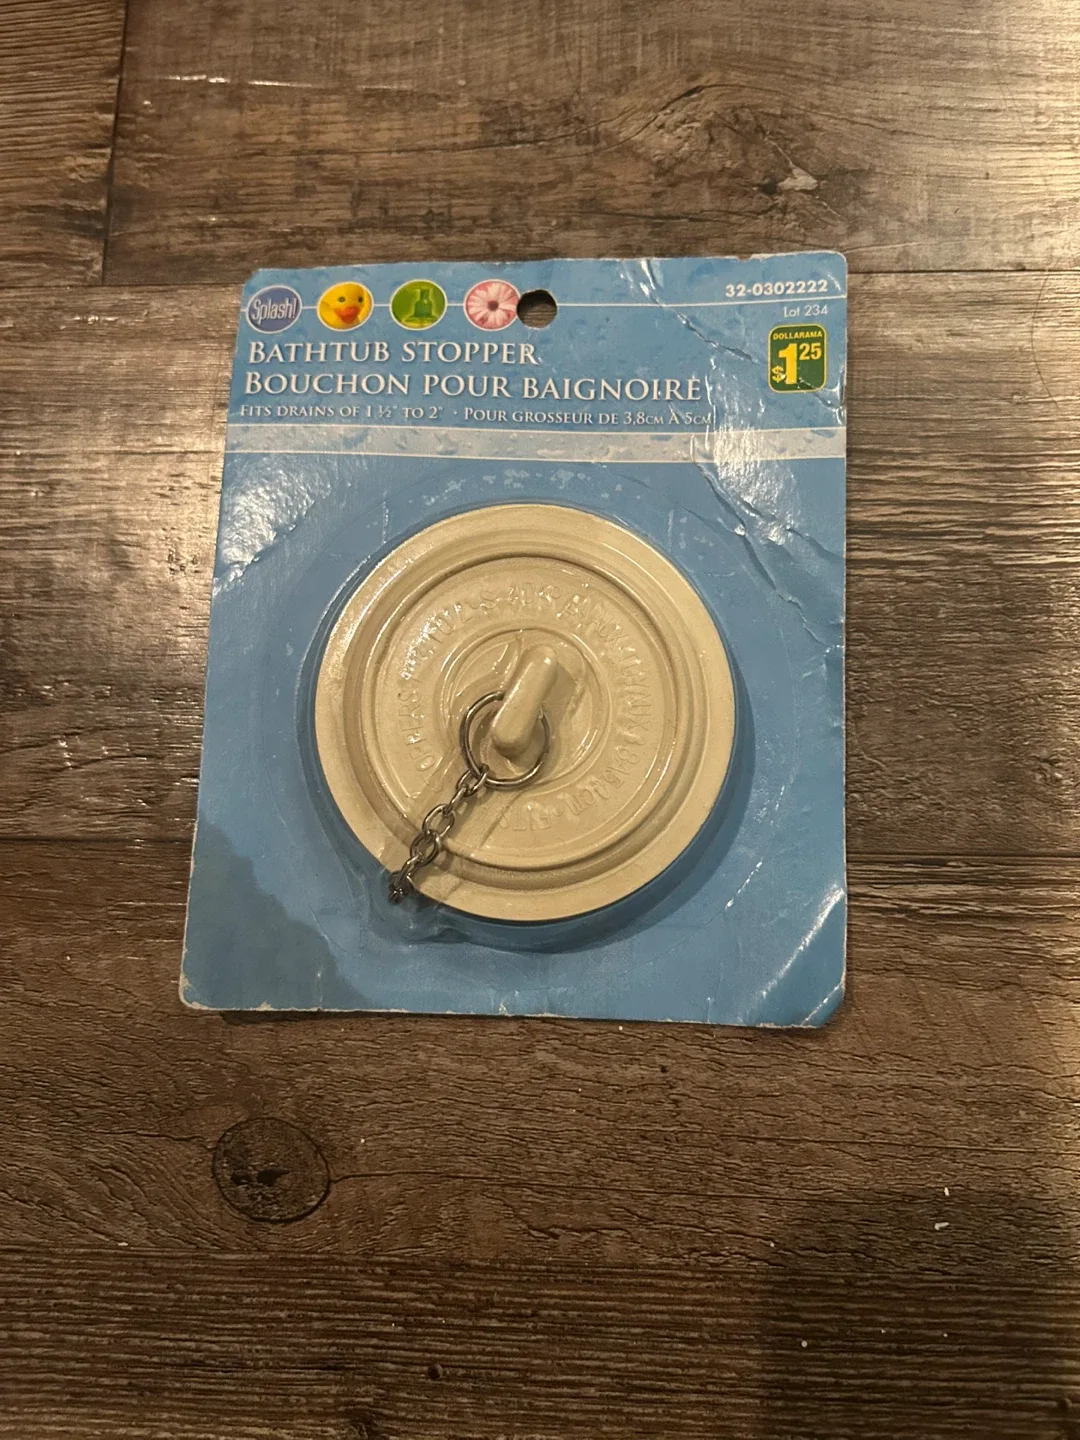 Splash!
32-0302222
Lot 234
DOLLARAMA
$1 25
BATHTUB STOPPER
BOUCHON POUR BAIGNOIRE
FITS DRAINS OF 1 ½" TO 2" · POUR GROSSEUR DE 3,8CM À 5CM